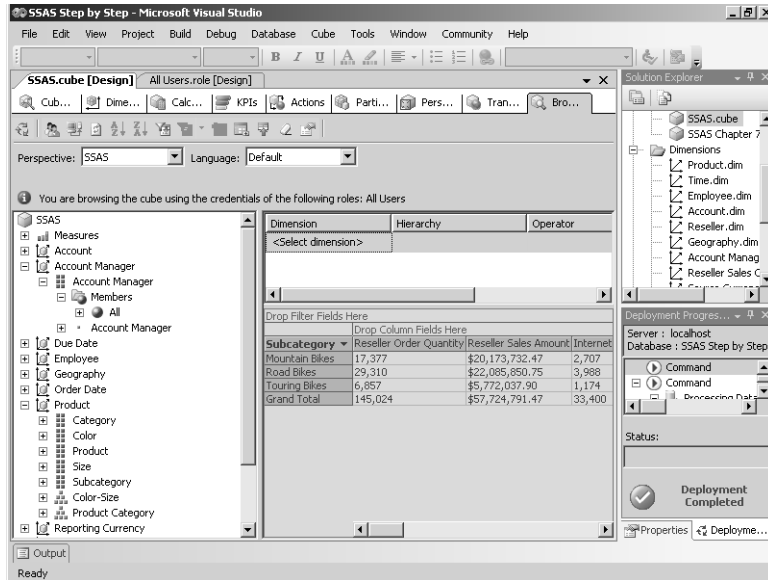 SSAS Step by Step - Microsoft Visual Studio
File Edit View Project Build Debug Database Cube Tools Window Community Help
SSAS.cube [Design] All Users.role [Design]
Solution Explorer
Cub... Dime... Calc... KPIs Actions Parti... Pers... Tran... Bro...
Perspective: SSAS Language: Default
You are browsing the cube using the credentials of the following roles: All Users
SSAS
Measures
Account
Account Manager
Account Manager
Members
All
Account Manager
Due Date
Employee
Geography
Order Date
Product
Category
Color
Product
Size
Subcategory
Color-Size
Product Category
Reporting Currency
Dimension Hierarchy Operator
<Select dimension>
Drop Filter Fields Here
Drop Column Fields Here
Subcategory Reseller Order Quantity Reseller Sales Amount Internet
Mountain Bikes 17,377 $20,173,732.47 2,707
Road Bikes 29,310 $22,085,850.75 3,988
Touring Bikes 6,857 $5,772,037.90 1,174
Grand Total 145,024 $57,724,791.47 33,400
SSAS.cube
SSAS Chapter 7
Dimensions
Product.dim
Time.dim
Employee.dim
Account.dim
Reseller.dim
Geography.dim
Account Manag
Reseller Sales C
Deployment Progres...
Server : localhost
Database : SSAS Step by Step
Command
Command
Processing Data
Status:
Deployment
Completed
Properties Deployme...
Output
Ready